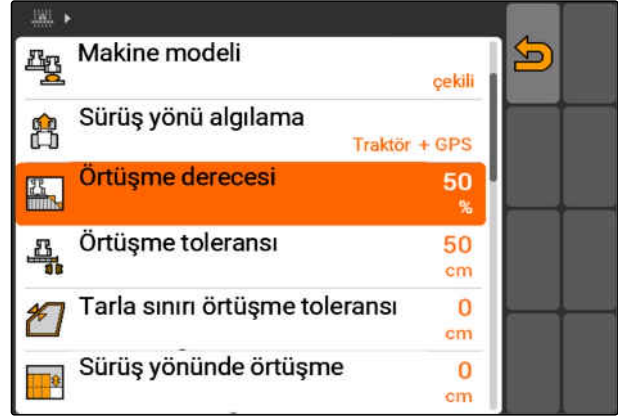 Makine modeli
çekili
Sürüş yönü algılama
Traktör + GPS
Örtüşme derecesi
50
%
Örtüşme toleransı
50
cm
Tarla sınırı örtüşme toleransı
0
cm
Sürüş yönünde örtüşme
0
cm